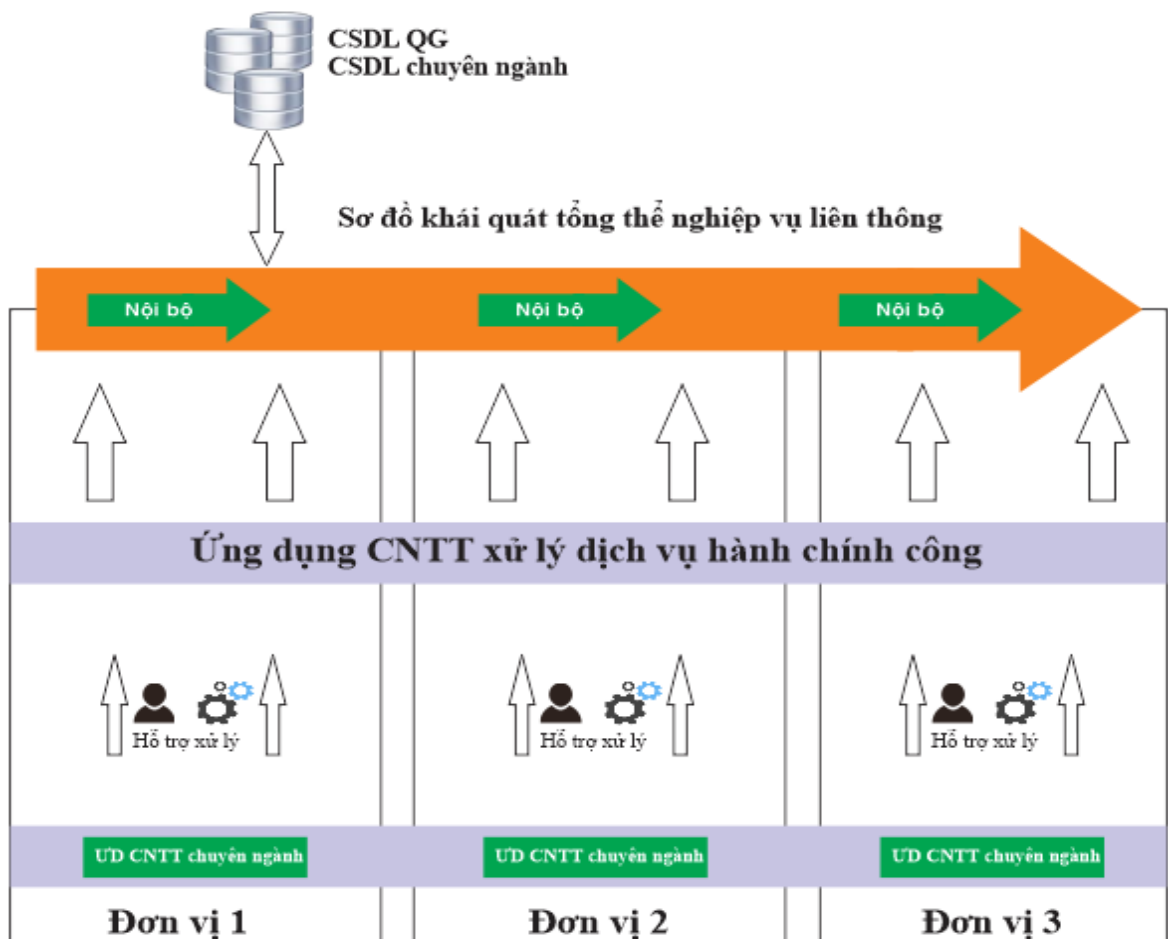 CSDL QG
CSDL chuyên ngành
Sơ đồ khái quát tổng thể nghiệp vụ liên thông
Nội bộ
Nội bộ
Nội bộ
Ứng dụng CNTT xử lý dịch vụ hành chính công
Hỗ trợ xử lý
Hỗ trợ xử lý
Hỗ trợ xử lý
ƯD CNTT chuyên ngành
ƯD CNTT chuyên ngành
ƯD CNTT chuyên ngành
Đơn vị 1
Đơn vị 2
Đơn vị 3